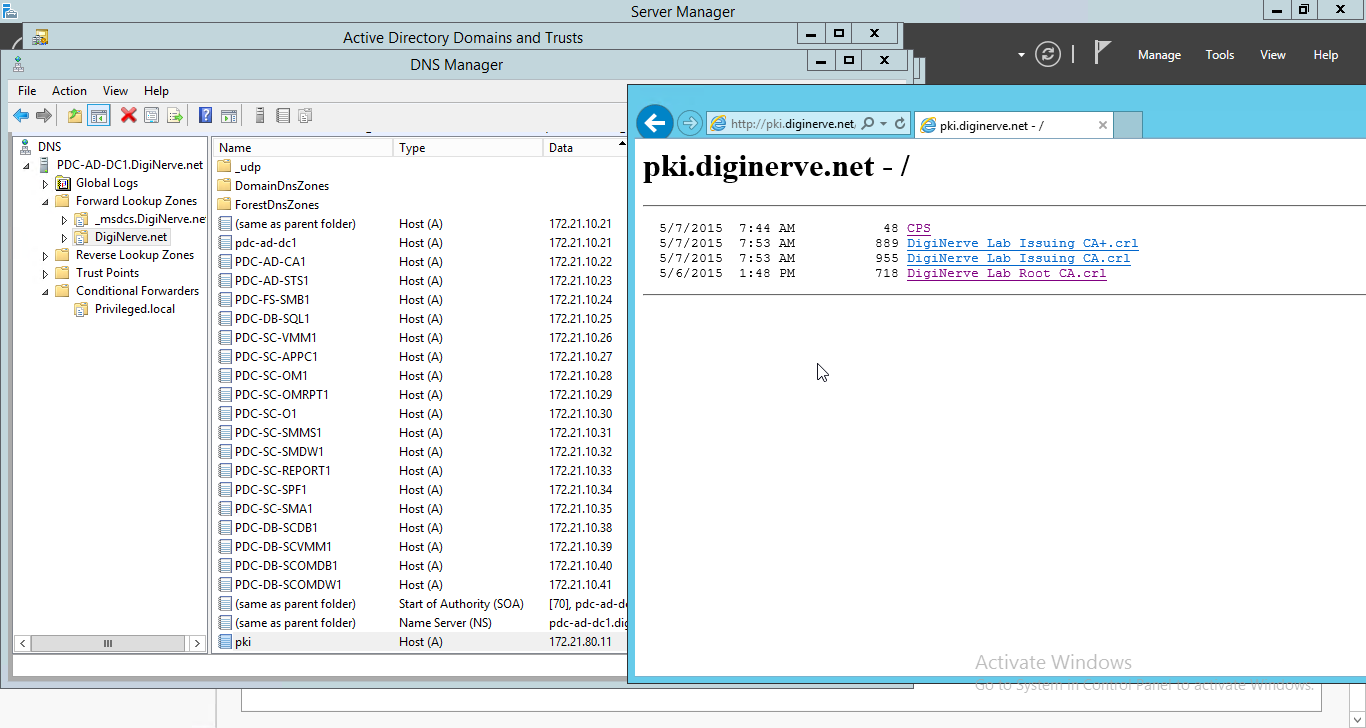 Server Manager
Active Directory Domains and Trusts
Manage Tools View Help
DNS Manager
File Action View Help
DNS
PDC-AD-DC1.DigiNerve.net
Global Logs
Forward Lookup Zones
_msdcs.DigiNerve.ne
DigiNerve.net
Reverse Lookup Zones
Trust Points
Conditional Forwarders
Privileged.local
Name Type Data
_udp
DomainDnsZones
ForestDnsZones
(same as parent folder) Host (A) 172.21.10.21
pdc-ad-dc1 Host (A) 172.21.10.21
PDC-AD-CA1 Host (A) 172.21.10.22
PDC-AD-STS1 Host (A) 172.21.10.23
PDC-FS-SMB1 Host (A) 172.21.10.24
PDC-DB-SQL1 Host (A) 172.21.10.25
PDC-SC-VMM1 Host (A) 172.21.10.26
PDC-SC-APPC1 Host (A) 172.21.10.27
PDC-SC-OM1 Host (A) 172.21.10.28
PDC-SC-OMRPT1 Host (A) 172.21.10.29
PDC-SC-O1 Host (A) 172.21.10.30
PDC-SC-SMMS1 Host (A) 172.21.10.31
PDC-SC-SMDW1 Host (A) 172.21.10.32
PDC-SC-REPORT1 Host (A) 172.21.10.33
PDC-SC-SPF1 Host (A) 172.21.10.34
PDC-SC-SMA1 Host (A) 172.21.10.35
PDC-DB-SCDB1 Host (A) 172.21.10.38
PDC-DB-SCVMM1 Host (A) 172.21.10.39
PDC-DB-SCOMDB1 Host (A) 172.21.10.40
PDC-DB-SCOMDW1 Host (A) 172.21.10.41
(same as parent folder) Start of Authority (SOA) [70], pdc-ad-d
(same as parent folder) Name Server (NS) pdc-ad-dc1.dig
pki Host (A) 172.21.80.11
http://pki.diginerve.net
pki.diginerve.net - /
pki.diginerve.net - /
5/7/2015 7:44 AM 48 CPS
5/7/2015 7:53 AM 889 DigiNerve Lab Issuing CA+.crl
5/7/2015 7:53 AM 955 DigiNerve Lab Issuing CA.crl
5/6/2015 1:48 PM 718 DigiNerve Lab Root CA.crl
Activate Windows
Go to System in Control Panel to activate Windows.